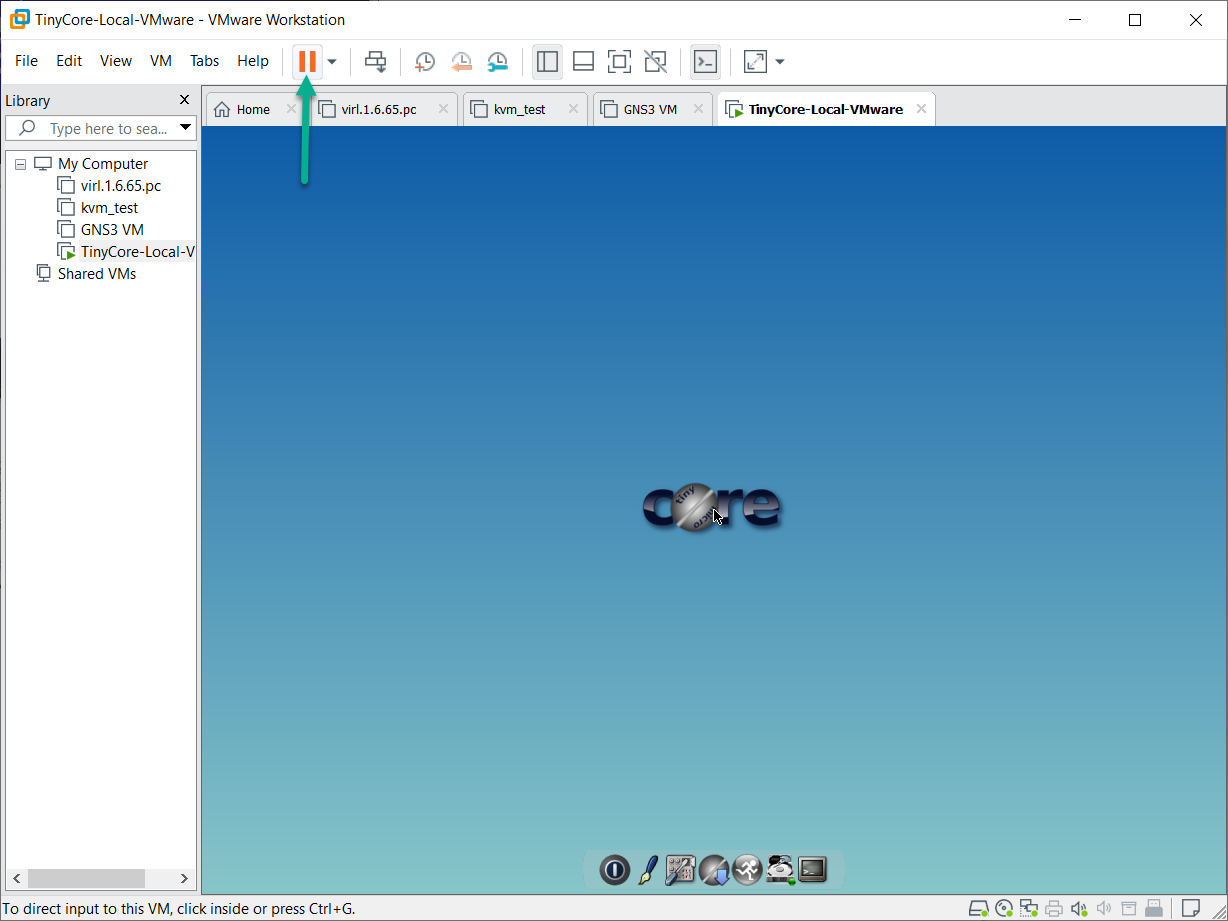 TinyCore-Local-VMware - VMware Workstation
File Edit View VM Tabs Help
Library
Type here to sea...
Home
virl.1.6.65.pc
kvm_test
GNS3 VM
TinyCore-Local-VMware
My Computer
virl.1.6.65.pc
kvm_test
GNS3 VM
TinyCore-Local-V
Shared VMs
core
tiny
micro
To direct input to this VM, click inside or press Ctrl+G.